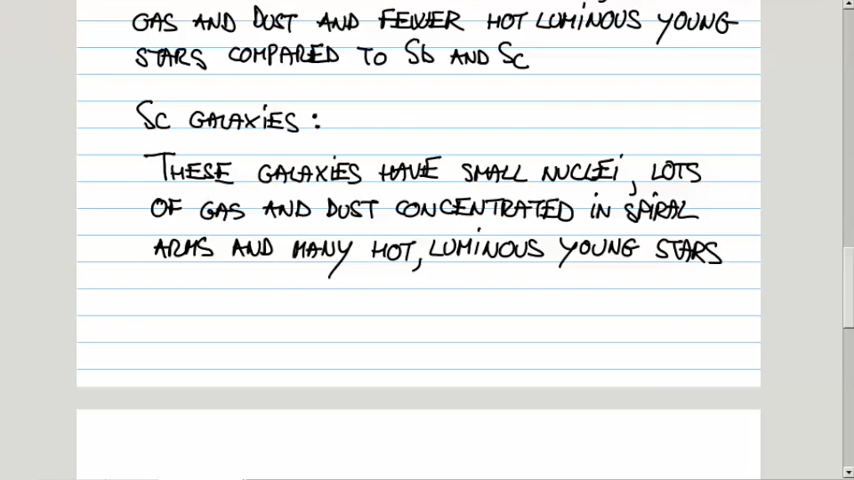 GAS AND DUST AND FEWER HOT LUMINOUS YOUNG
STARS COMPARED TO Sb AND Sc
Sc GALAXIES:
THESE GALAXIES HAVE SMALL NUCLEI, LOTS
OF GAS AND DUST CONCENTRATED IN SPIRAL
ARMS AND MANY HOT, LUMINOUS YOUNG STARS